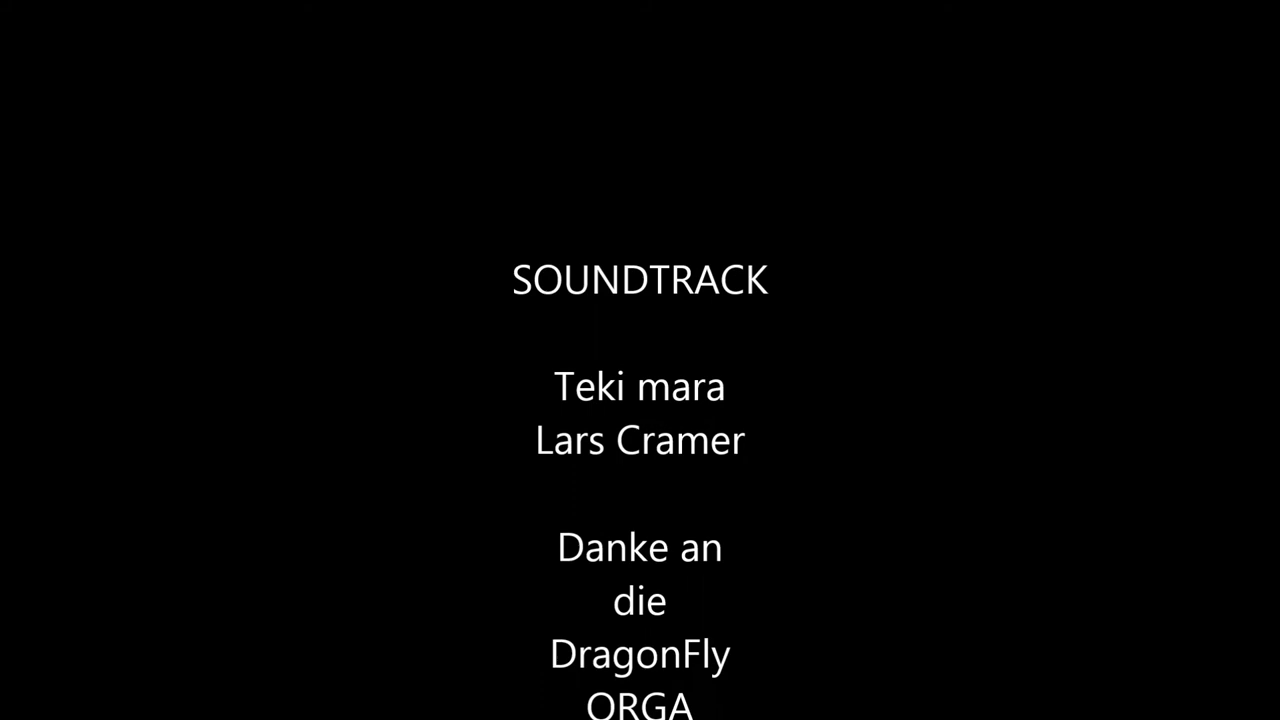 SOUNDTRACK
Teki mara
Lars Cramer
Danke an
die
DragonFly
ORGA